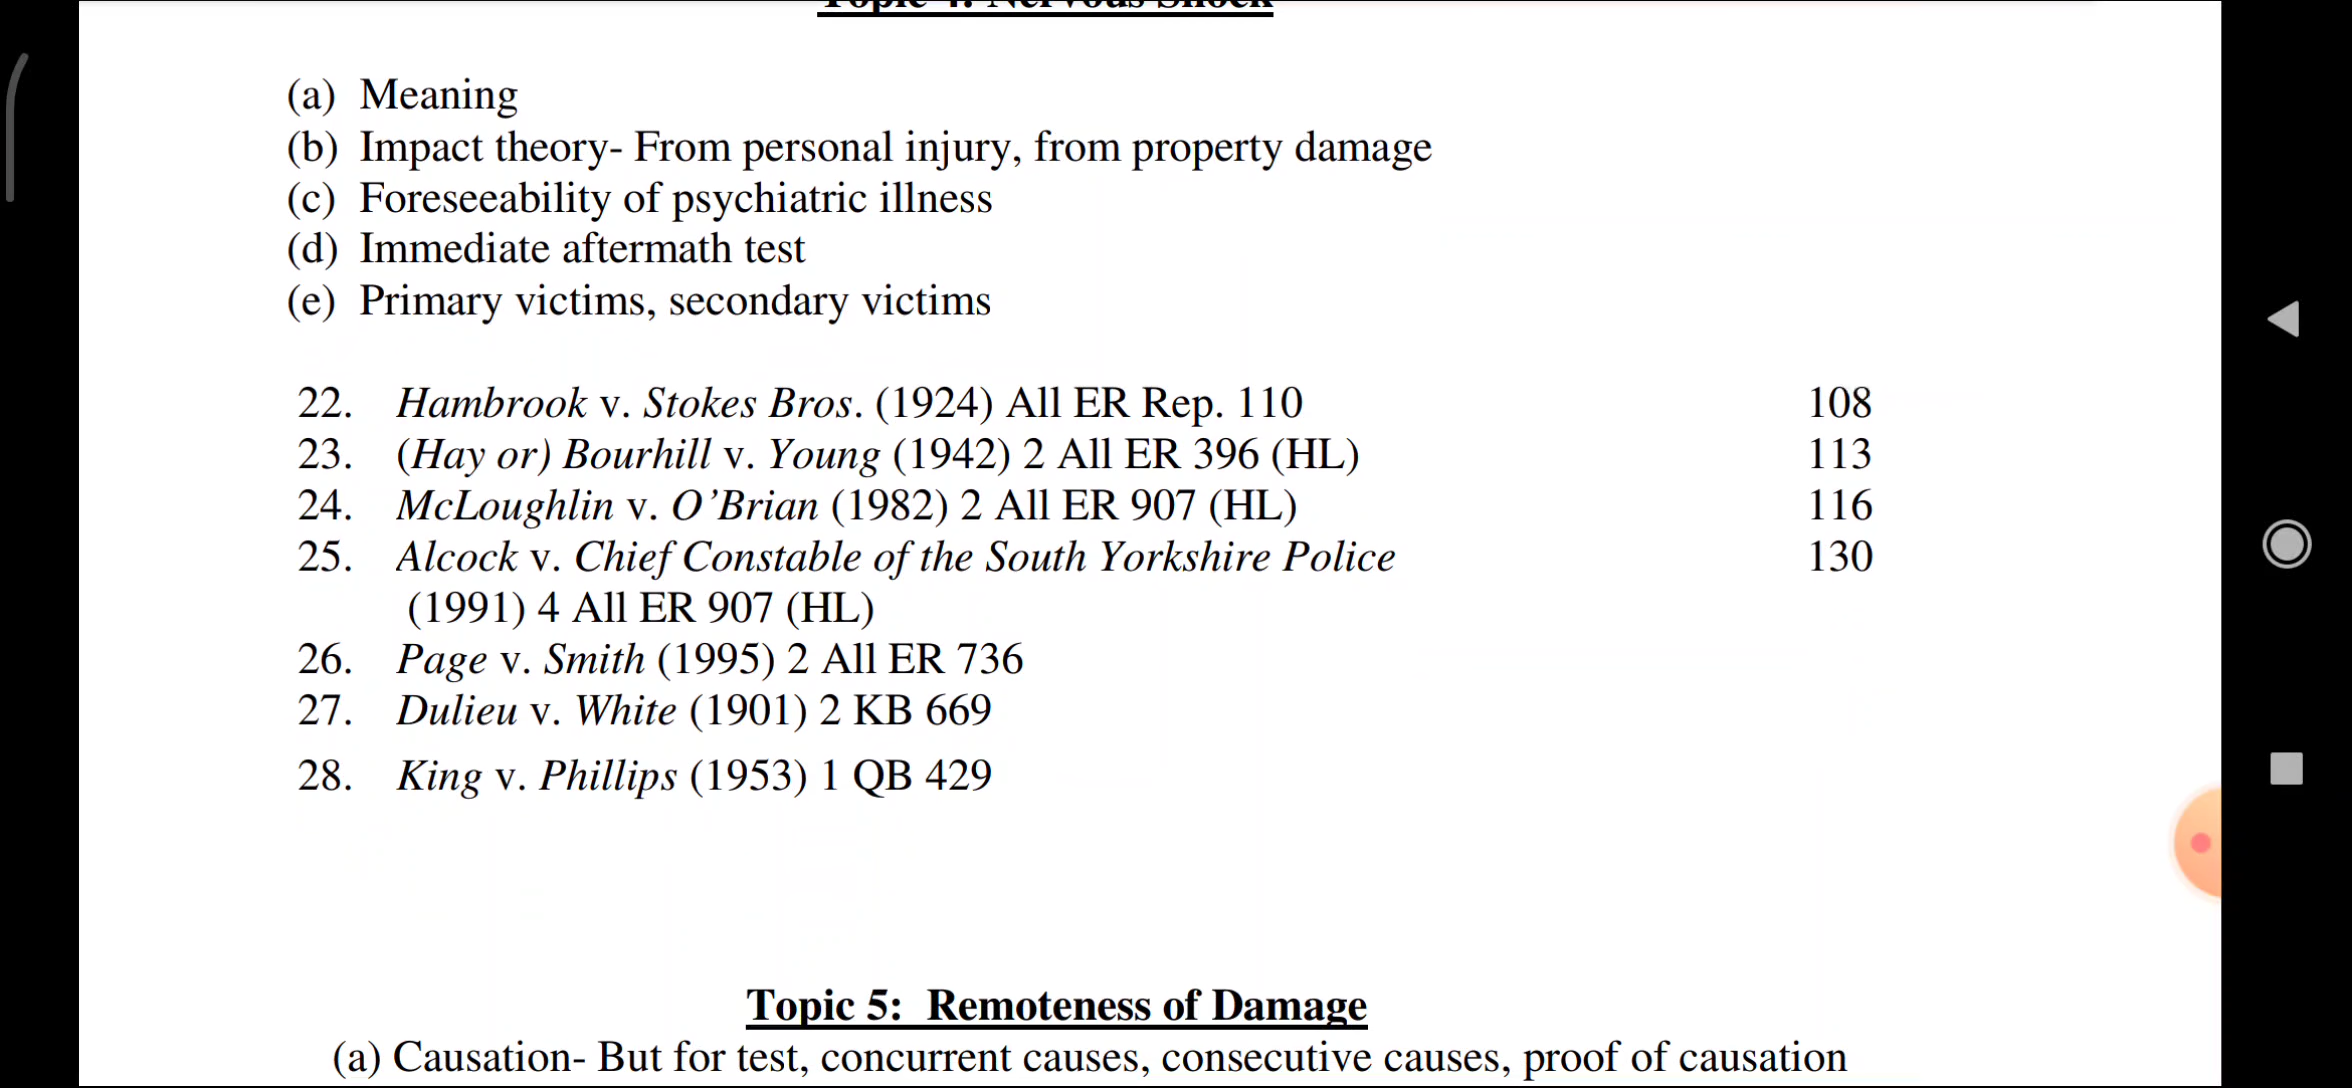 Topic 4: Nervous Shock
(a) Meaning
(b) Impact theory- From personal injury, from property damage
(c) Foreseeability of psychiatric illness
(d) Immediate aftermath test
(e) Primary victims, secondary victims
22. Hambrook v. Stokes Bros. (1924) All ER Rep. 110 108
23. (Hay or) Bourhill v. Young (1942) 2 All ER 396 (HL) 113
24. McLoughlin v. O’Brian (1982) 2 All ER 907 (HL) 116
25. Alcock v. Chief Constable of the South Yorkshire Police 130
(1991) 4 All ER 907 (HL)
26. Page v. Smith (1995) 2 All ER 736
27. Dulieu v. White (1901) 2 KB 669
28. King v. Phillips (1953) 1 QB 429
Topic 5: Remoteness of Damage
(a) Causation- But for test, concurrent causes, consecutive causes, proof of causation